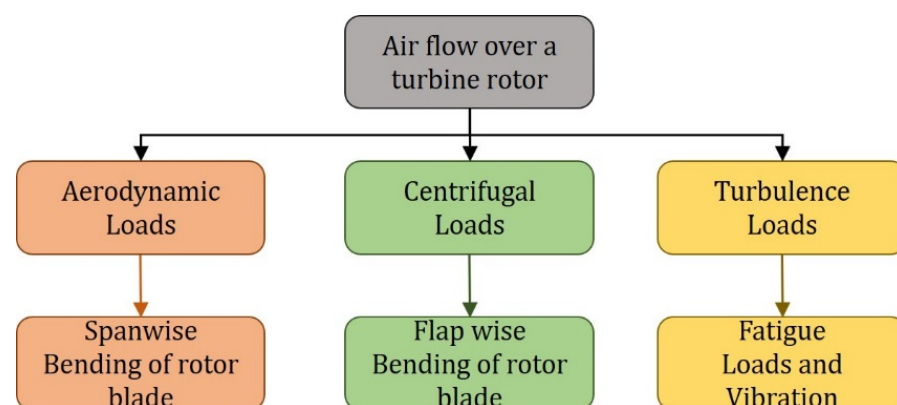 Air flow over a
turbine rotor
Aerodynamic
Loads
Centrifugal
Loads
Turbulence
Loads
Spanwise
Bending of rotor
blade
Flap wise
Bending of rotor
blade
Fatigue
Loads and
Vibration